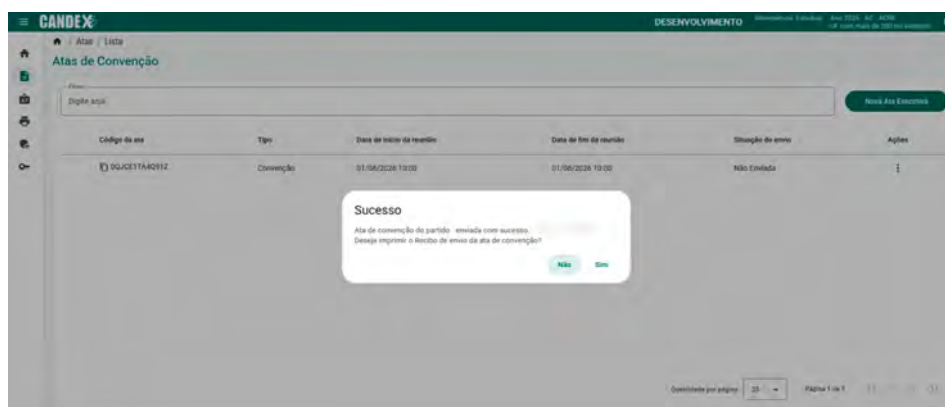 CANDEX
DESENVOLVIMENTO
Atas / Lista
Atas de Convenção
Filtro
Digite aqui
Nova Ata Executiva
Código da ata Tipo Data de início da reunião Data de fim da reunião Situação do envio Ações
Convenção 01/08/2026 10:00 01/08/2026 10:00 Não Enviada
Sucesso
Ata de convenção do partido enviada com sucesso.
Deseja imprimir o Recibo de envio da ata de convenção?
Não Sim
Quantidade por página 25 Página 1 de 1